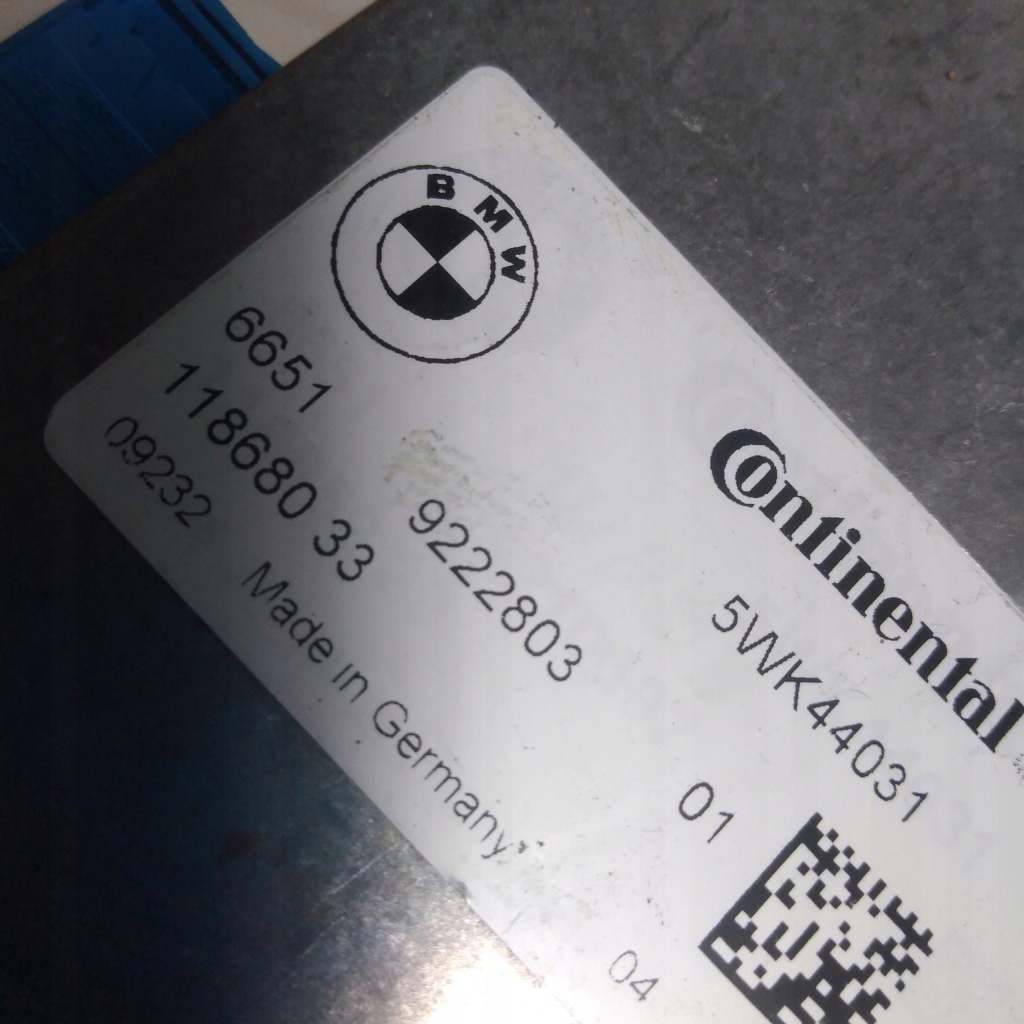 BMW
Continental
6651 9222803 5WK44031
118680 33 01
09232 Made in Germany 04